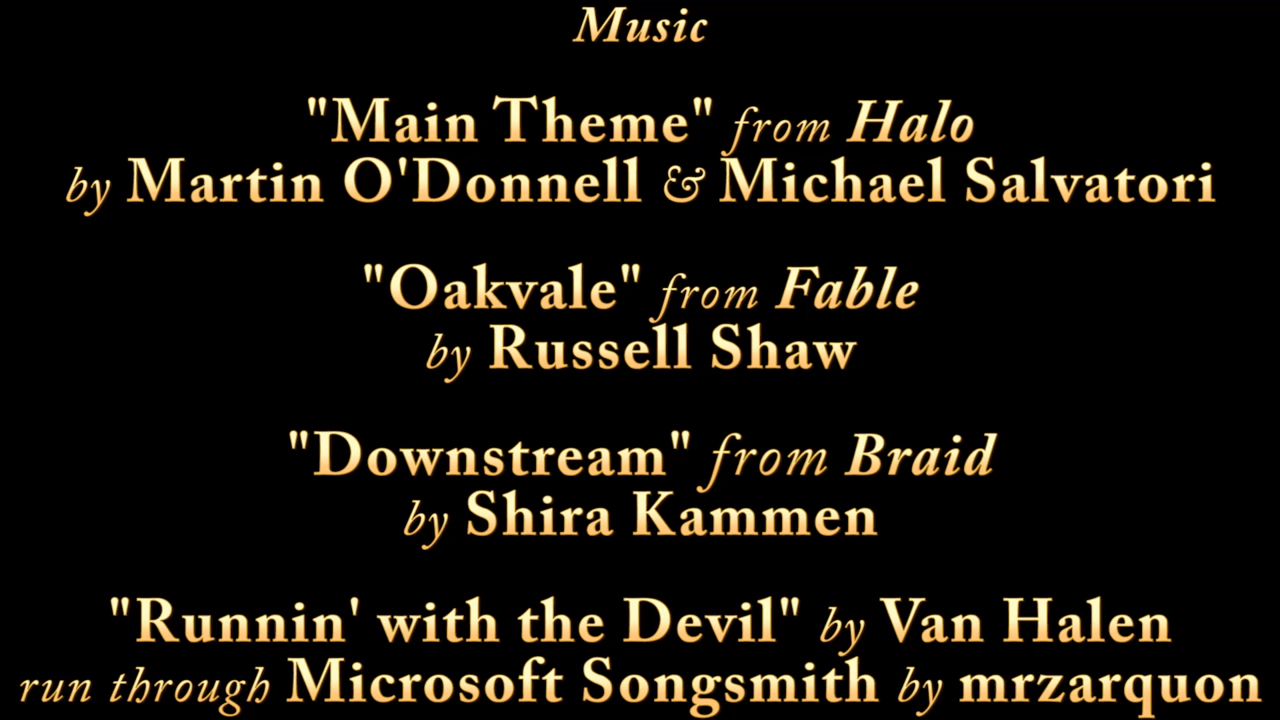 Music
"Main Theme" from Halo
by Martin O'Donnell & Michael Salvatori
"Oakvale" from Fable
by Russell Shaw
"Downstream" from Braid
by Shira Kammen
"Runnin' with the Devil" by Van Halen
run through Microsoft Songsmith by mrzarquon